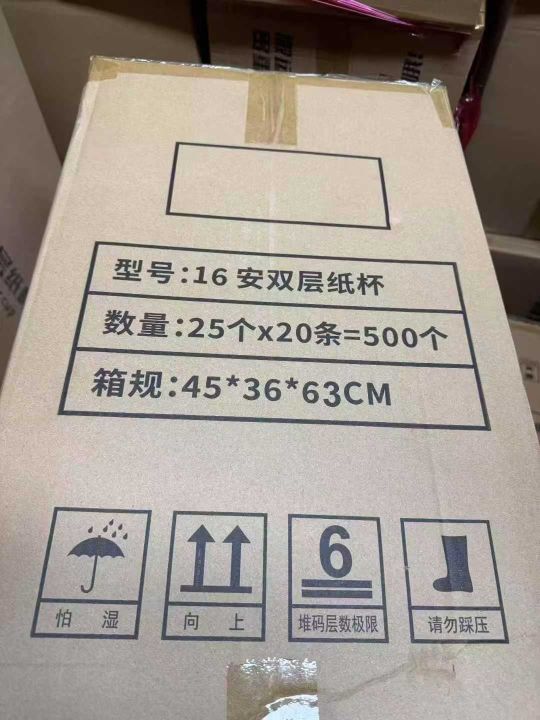 型号:16 安双层纸杯
数量:25个x20条=500个
箱规:45*36*63CM
6
怕 湿
向 上
堆码层数极限
请勿踩压